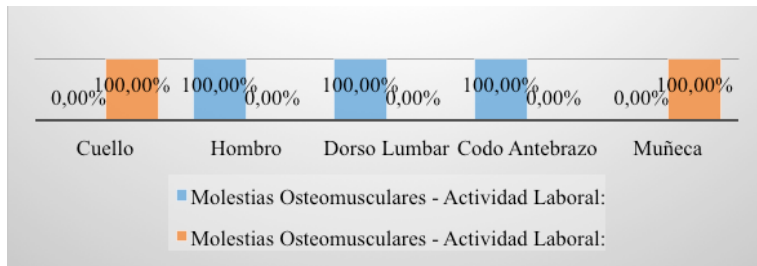 0,00% 100,00% 100,00% 0,00% 100,00% 0,00% 100,00% 0,00% 0,00% 100,00%
Cuello Hombro Dorso Lumbar Codo Antebrazo Muñeca
Molestias Osteomusculares - Actividad Laboral:
Molestias Osteomusculares - Actividad Laboral: